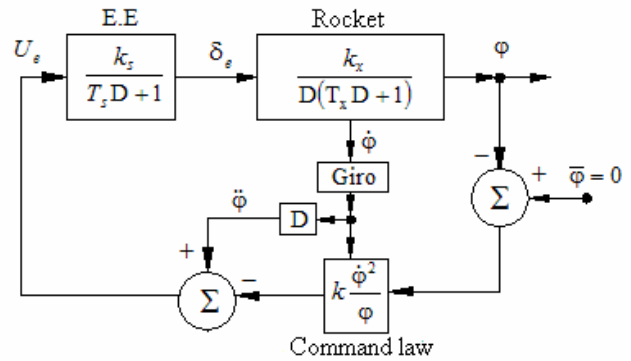 E.E
Rocket
U_e
k_s / (T_s D + 1)
δ_e
k_x / (D(T_x D + 1))
φ
φ̇
−
+
φ̄ = 0
Σ
Giro
φ̈
D
+
−
Σ
k φ̇² / φ
Command law